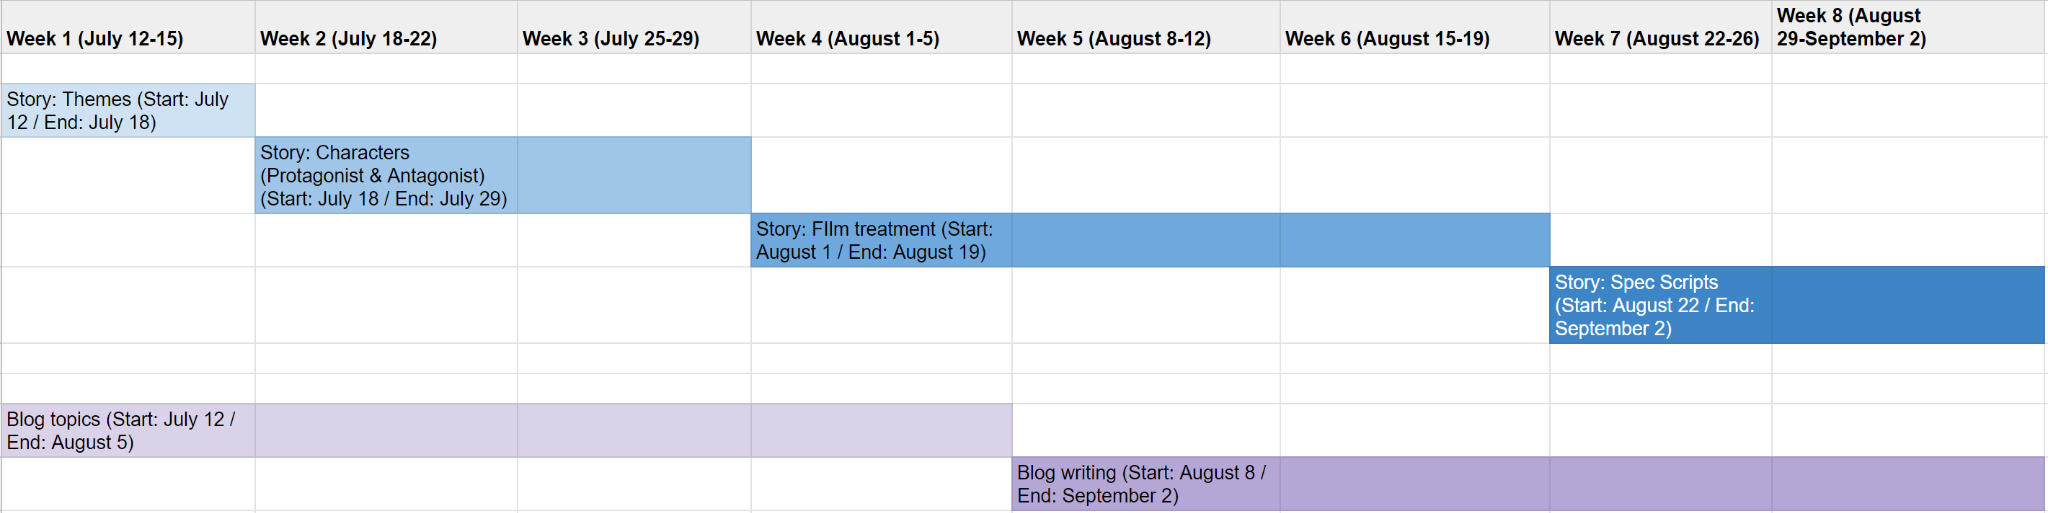 Week 1 (July 12-15)
Week 2 (July 18-22)
Week 3 (July 25-29)
Week 4 (August 1-5)
Week 5 (August 8-12)
Week 6 (August 15-19)
Week 7 (August 22-26)
Week 8 (August
29-September 2)
Story: Themes (Start: July
12 / End: July 18)
Story: Characters
(Protagonist & Antagonist)
(Start: July 18 / End: July 29)
Story: FIlm treatment (Start:
August 1 / End: August 19)
Story: Spec Scripts
(Start: August 22 / End:
September 2)
Blog topics (Start: July 12 /
End: August 5)
Blog writing (Start: August 8 /
End: September 2)